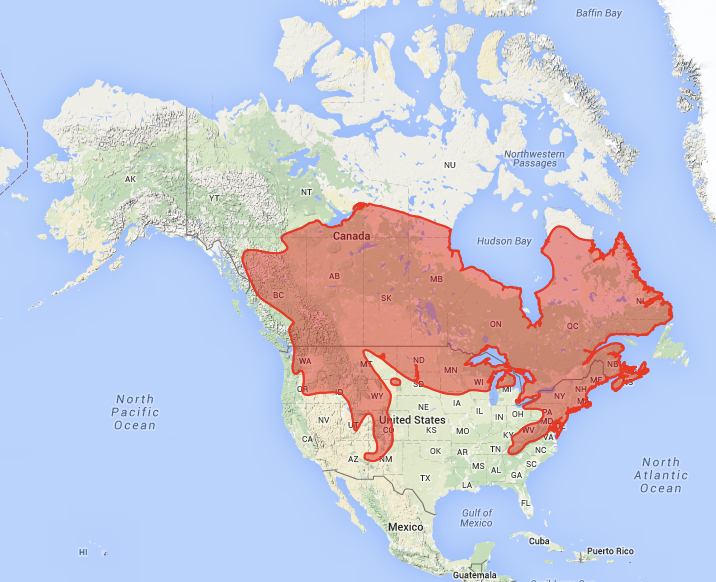 Baffin Bay
NU
Northwestern
Passages
AK
YT
NT
Canada
Hudson Bay
AB
MB
BC
SK
NL
ON
QC
WA
MT
ND
NB
MN
ME
NS
OR
ID
SD
WI
MI
NH
WY
NY
MA
NE
IA
North
Pacific
Ocean
NV
UT
United States
CO
IL
IN
OH
PA
MD
CA
KS
MO
KY
WV
VA
AZ
NM
OK
AR
TN
NC
SC
MS
AL
GA
TX
LA
North
Atlantic
Ocean
FL
Gulf of
Mexico
Mexico
Cuba
HI
Puerto Rico
Guatemala